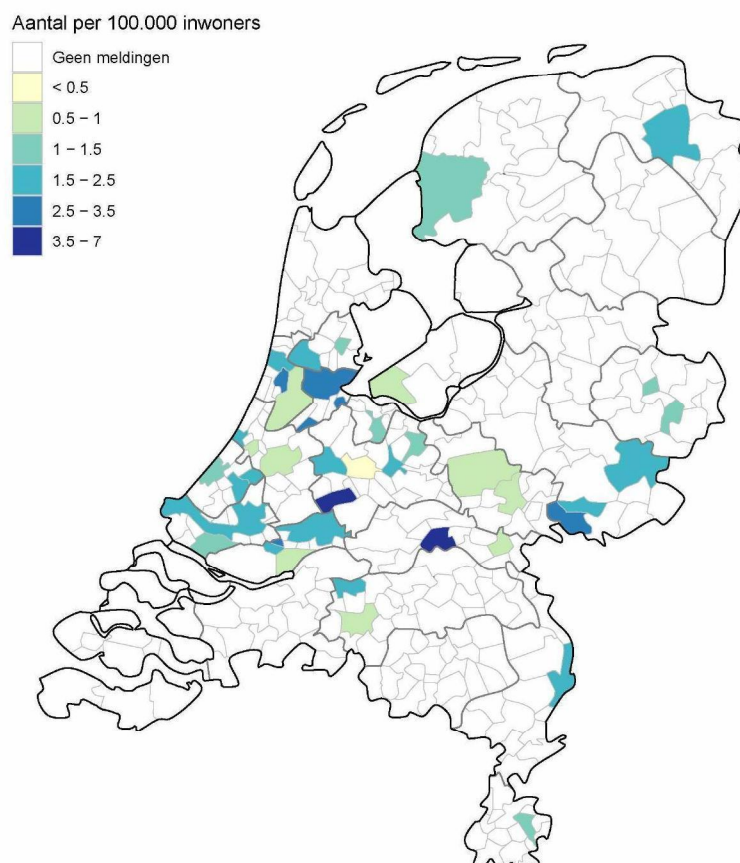 Aantal per 100.000 inwoners
Geen meldingen
< 0.5
0.5 – 1
1 – 1.5
1.5 – 2.5
2.5 – 3.5
3.5 – 7